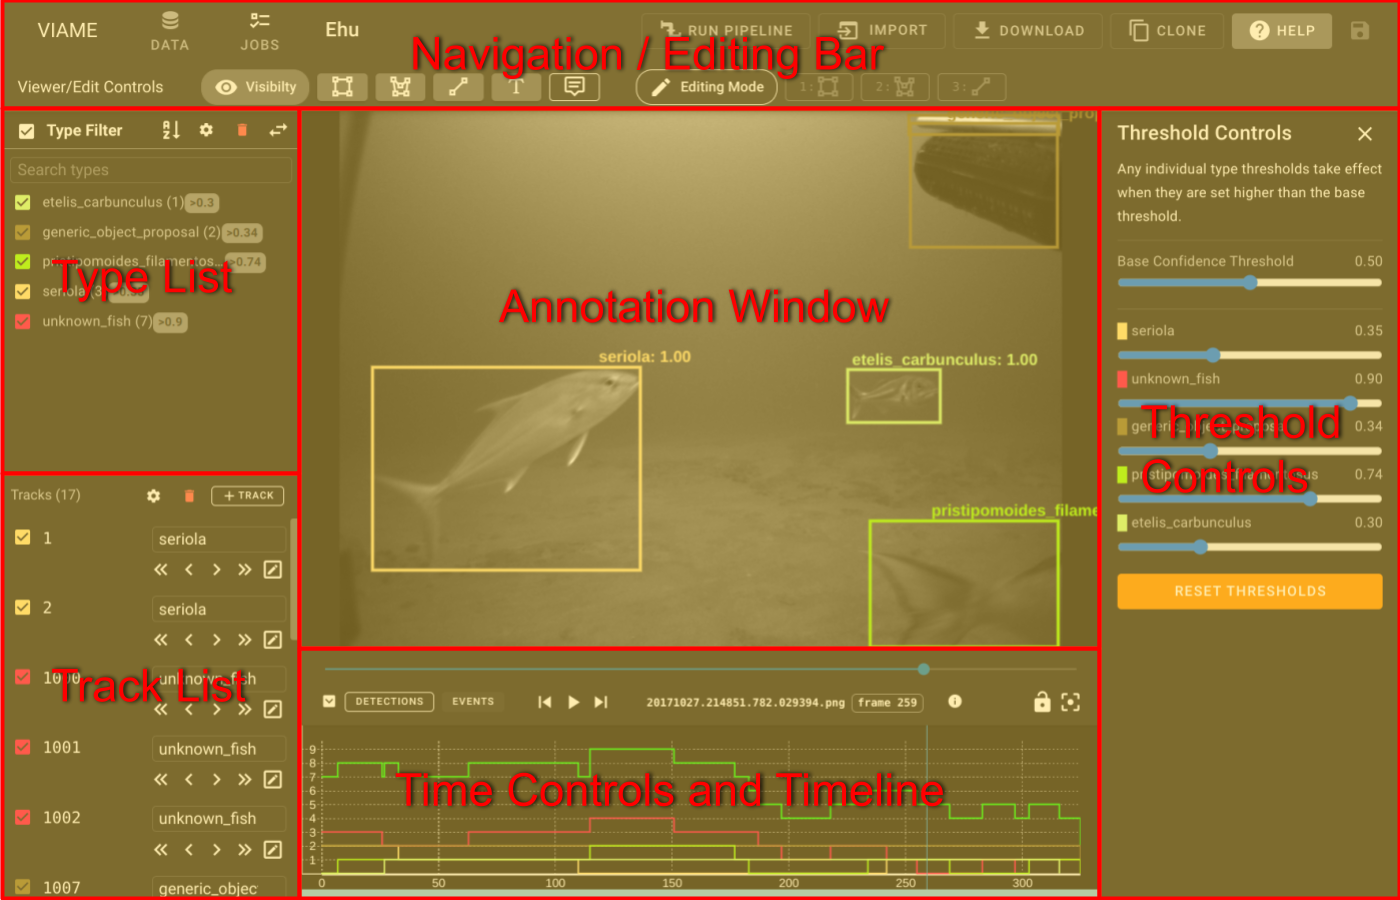 VIAME
DATA
JOBS
Ehu
RUN PIPELINE
IMPORT
DOWNLOAD
CLONE
HELP
Navigation / Editing Bar
Viewer/Edit Controls
Visibilty
T
Editing Mode
1:
2:
3:
Type Filter
Search types
etelis_carbunculus (1) >0.3
generic_object_proposal (2) >0.34
pristipomoides_filamentos... >0.74
Type List
seriola (3)
unknown_fish (7) >0.9
Tracks (17)
+ TRACK
1
seriola
2
seriola
1000
unknown_fish
Track List
1001
unknown_fish
1002
unknown_fish
1007
generic_objec
Annotation Window
seriola: 1.00
etelis_carbunculus: 1.00
pristipomoides_filame
DETECTIONS
EVENTS
20171027.214851.782.029394.png
frame 259
Time Controls and Timeline
9
8
7
6
5
4
3
2
1
0
50
100
150
200
250
300
Threshold Controls
Any individual type thresholds take effect
when they are set higher than the base
threshold.
Base Confidence Threshold 0.50
seriola 0.35
unknown_fish 0.90
generic_object_proposal 0.34
Threshold
Controls
pristipomoides_filamentosus 0.74
etelis_carbunculus 0.30
RESET THRESHOLDS